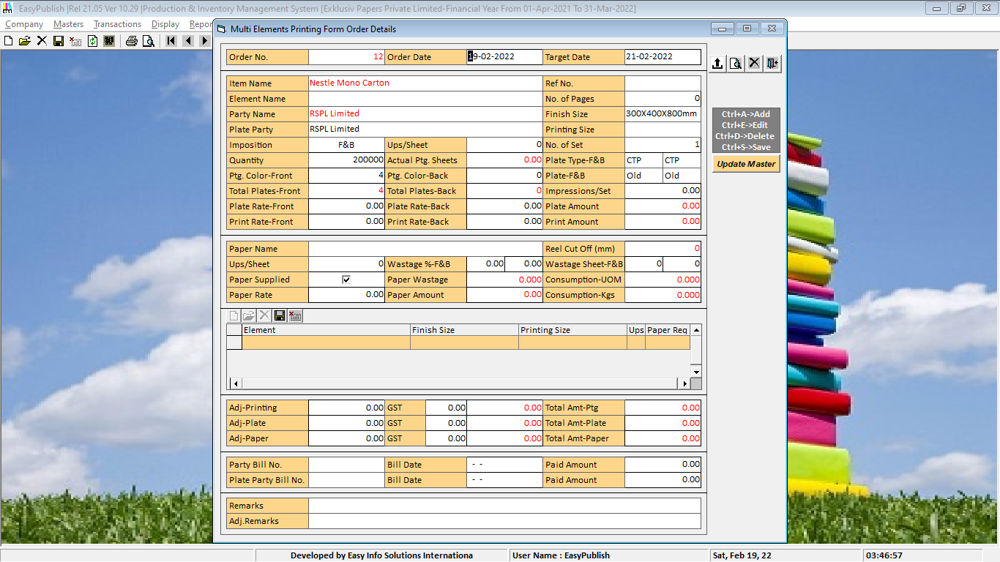 EasyPublish |Rel 21.05 Ver 10.29 |Production & Inventory Management System [Exklusiv Papers Private Limited-Financial Year From 01-Apr-2021 To 31-Mar-2022]
Company Masters Transactions Display Repor
Multi Elements Printing Form Order Details
Order No. 12 Order Date 19-02-2022 Target Date 21-02-2022
Item Name Nestle Mono Carton Ref No.
Element Name No. of Pages 0
Party Name RSPL Limited Finish Size 300X400X800mm
Plate Party RSPL Limited Printing Size
Imposition F&B Ups/Sheet 0 No. of Set 1
Quantity 200000 Actual Ptg. Sheets 0.00 Plate Type-F&B CTP CTP
Ptg. Color-Front 4 Ptg. Color-Back 0 Plate-F&B Old Old
Total Plates-Front 4 Total Plates-Back 0 Impressions/Set 0.00
Plate Rate-Front 0.00 Plate Rate-Back 0.00 Plate Amount 0.00
Print Rate-Front 0.00 Print Rate-Back 0.00 Print Amount 0.00
Ctrl+A->Add
Ctrl+E->Edit
Ctrl+D->Delete
Ctrl+S->Save
Update Master
Paper Name Reel Cut Off (mm) 0
Ups/Sheet 0 Wastage %-F&B 0.00 0.00 Wastage Sheet-F&B 0 0
Paper Supplied Paper Wastage 0.000 Consumption-UOM 0.000
Paper Rate 0.00 Paper Amount 0.00 Consumption-Kgs 0.000
Element Finish Size Printing Size Ups Paper Req
Adj-Printing 0.00 GST 0.00 0.00 Total Amt-Ptg 0.00
Adj-Plate 0.00 GST 0.00 0.00 Total Amt-Plate 0.00
Adj-Paper 0.00 GST 0.00 0.00 Total Amt-Paper 0.00
Party Bill No. Bill Date - - Paid Amount 0.00
Plate Party Bill No. Bill Date - - Paid Amount 0.00
Remarks
Adj.Remarks
Developed by Easy Info Solutions Internationa User Name : EasyPublish Sat, Feb 19, 22 03:46:57